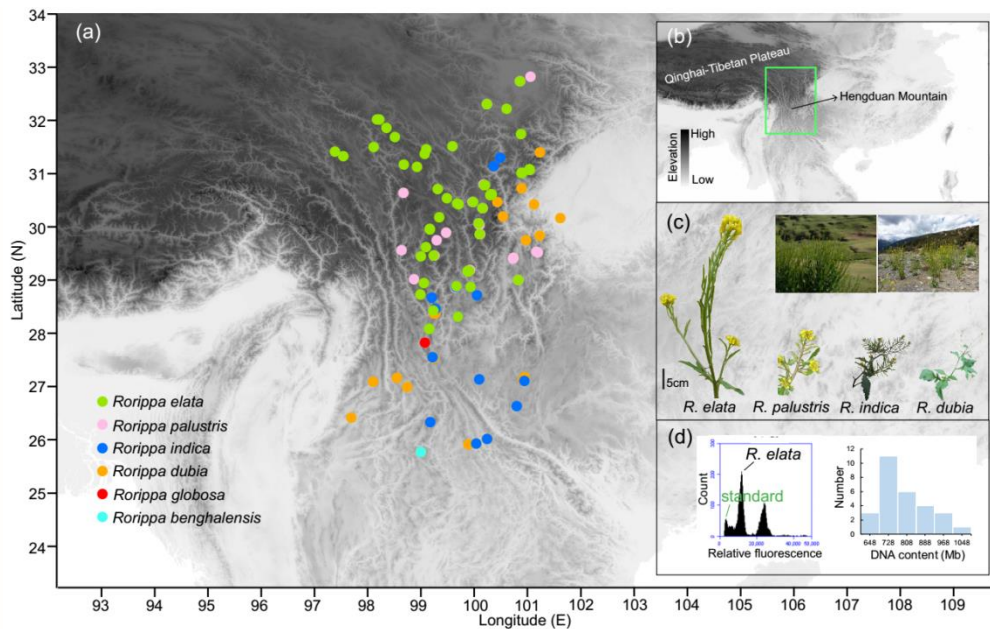 (a)
34
33
32
31
30
29
28
27
26
25
24
Latitude (N)
Rorippa elata
Rorippa palustris
Rorippa indica
Rorippa dubia
Rorippa globosa
Rorippa benghalensis
93 94 95 96 97 98 99 100 101 102 103 104 105 106 107 108 109
Longitude (E)
(b)
Qinghai-Tibetan Plateau
Hengduan Mountain
Elevation
High
Low
(c)
5cm
R. elata R. palustris R. indica R. dubia
(d)
Count
R. elata
standard
Relative fluorescence
Number
12
10
8
6
4
2
0
648 728 808 888 968 1048
DNA content (Mb)